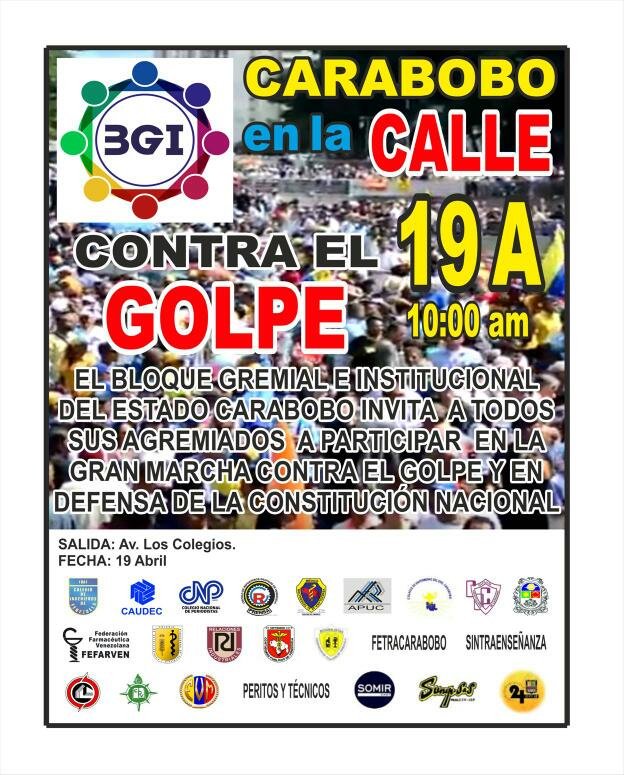 BGI
CARABOBO
en la CALLE
CONTRA EL
GOLPE
19 A
10:00 am
EL BLOQUE GREMIAL E INSTITUCIONAL
DEL ESTADO CARABOBO INVITA A TODOS
SUS AGREMIADOS A PARTICIPAR EN LA
GRAN MARCHA CONTRA EL GOLPE Y EN
DEFENSA DE LA CONSTITUCIÓN NACIONAL
SALIDA: Av. Los Colegios.
FECHA: 19 Abril
CAUDEC
CNP
COLEGIO NACIONAL
DE PERIODISTAS
APUC
Federación
Farmacéutica
Venezolana
FEFARVEN
RELACIONES
INDUSTRIALES
FETRACARABOBO
SINTRAENSEÑANZA
PERITOS Y TÉCNICOS
SOMIR
24